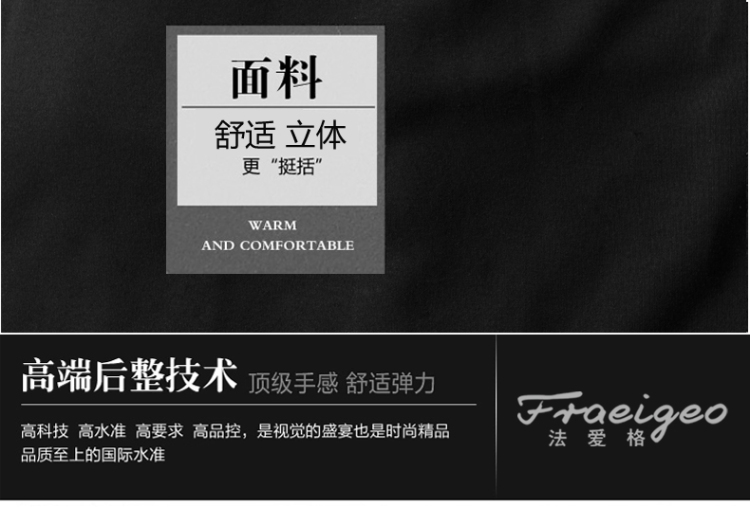 面料
舒适 立体
更“挺括”
WARM
AND COMFORTABLE
高端后整技术 顶级手感 舒适弹力
高科技 高水准 高要求 高品控，是视觉的盛宴也是时尚精品
品质至上的国际水准
Fraeigeo
法爱格